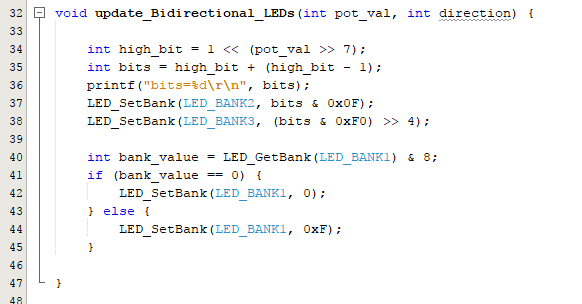 32 void update_Bidirectional_LEDs(int pot_val, int direction) {
33
34     int high_bit = 1 << (pot_val >> 7);
35     int bits = high_bit + (high_bit - 1);
36     printf("bits=%d\r\n", bits);
37     LED_SetBank(LED_BANK2, bits & 0x0F);
38     LED_SetBank(LED_BANK3, (bits & 0xF0) >> 4);
39
40     int bank_value = LED_GetBank(LED_BANK1) & 8;
41     if (bank_value == 0) {
42         LED_SetBank(LED_BANK1, 0);
43     } else {
44         LED_SetBank(LED_BANK1, 0xF);
45     }
46
47 }
48